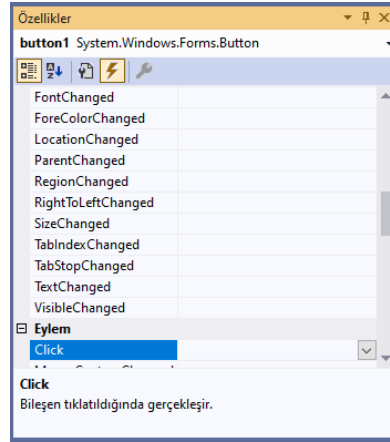 Özellikler
button1 System.Windows.Forms.Button
FontChanged
ForeColorChanged
LocationChanged
ParentChanged
RegionChanged
RightToLeftChanged
SizeChanged
TabIndexChanged
TabStopChanged
TextChanged
VisibleChanged
Eylem
Click
Click
Bileşen tıklatıldığında gerçekleşir.